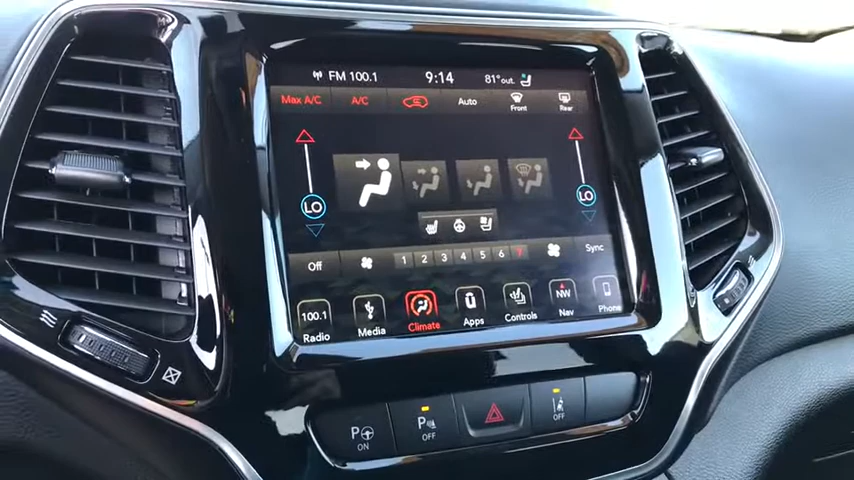 FM 100.1 9:14 81°out.
Max A/C A/C Auto Front Rear
LO LO
Off 1 2 3 4 5 6 7 Sync
100.1 NW
Radio Media Climate Apps Controls Nav Phone
P ON
P OFF
OFF